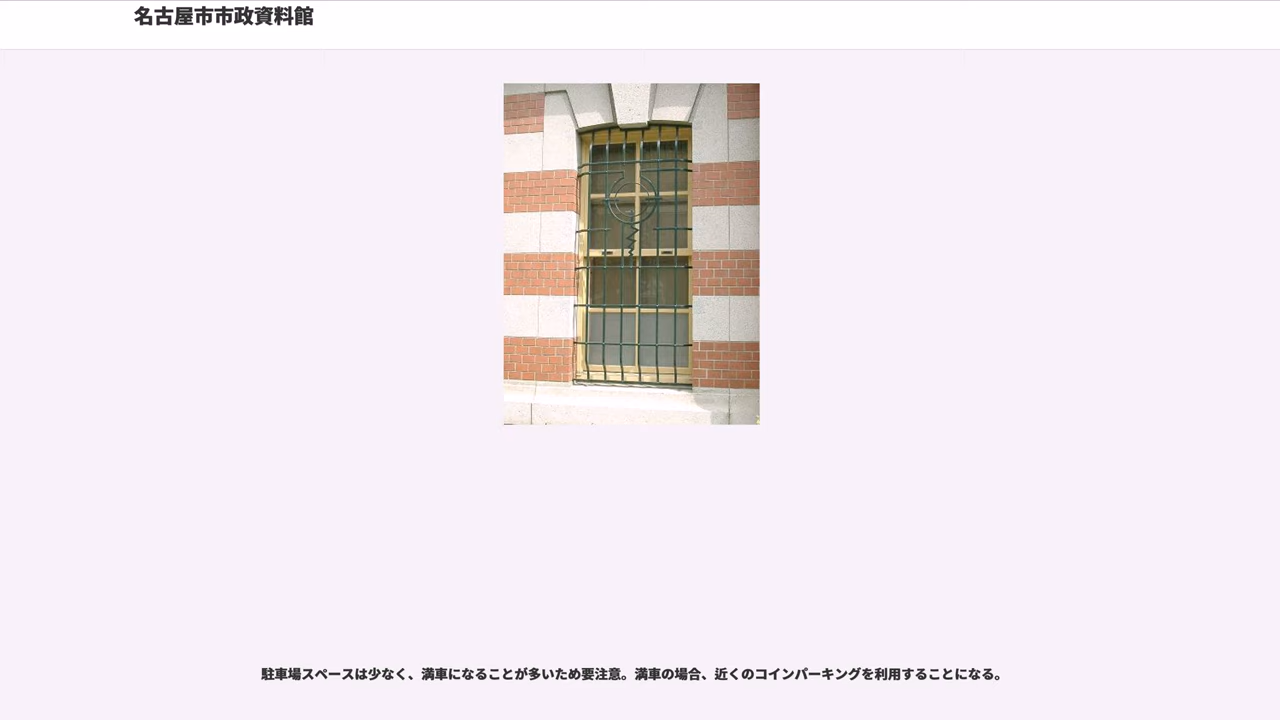 名古屋市市政資料館
駐車場スペースは少なく、満車になることが多いため要注意。満車の場合、近くのコインパーキングを利用することになる。